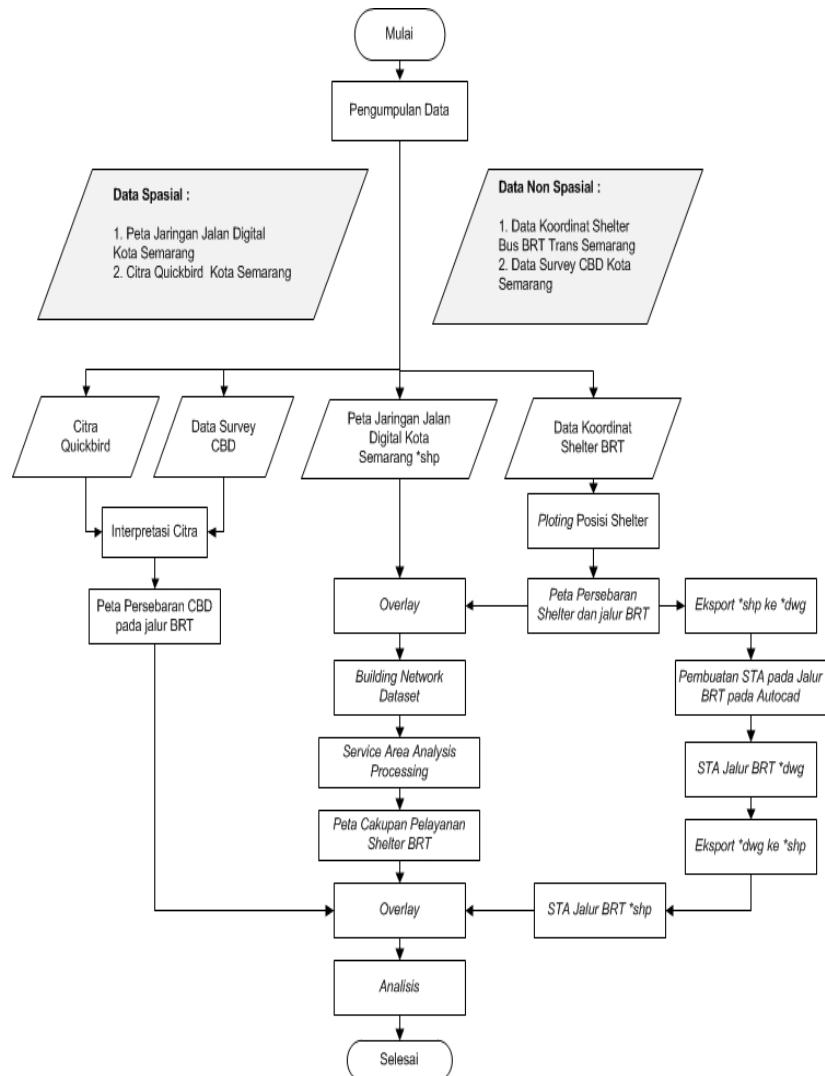 Mulai
Pengumpulan Data
Data Spasial :
1. Peta Jaringan Jalan Digital
Kota Semarang
2. Citra Quickbird Kota Semarang
Data Non Spasial :
1. Data Koordinat Shelter
Bus BRT Trans Semarang
2. Data Survey CBD Kota
Semarang
Citra
Quickbird
Data Survey
CBD
Peta Jaringan Jalan
Digital Kota
Semarang *shp
Data Koordinat
Shelter BRT
Interpretasi Citra
Ploting Posisi Shelter
Peta Persebaran CBD
pada jalur BRT
Overlay
Peta Persebaran
Shelter dan jalur BRT
Eksport *shp ke *dwg
Building Network
Dataset
Pembuatan STA pada Jalur
BRT pada Autocad
Service Area Analysis
Processing
STA Jalur BRT *dwg
Peta Cakupan Pelayanan
Shelter BRT
Eksport *dwg ke *shp
Overlay
STA Jalur BRT *shp
Analisis
Selesai